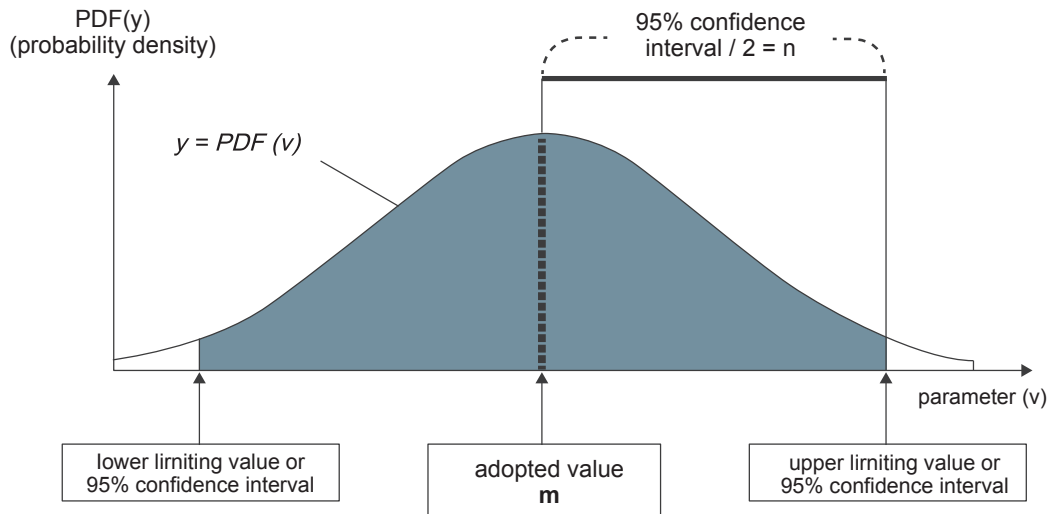 PDF(y)
(probability density)
95% confidence
interval / 2 = n
y = PDF (v)
parameter (v)
lower lirniting value or
95% confidence interval
adopted value
m
upper lirniting value or
95% confidence interval